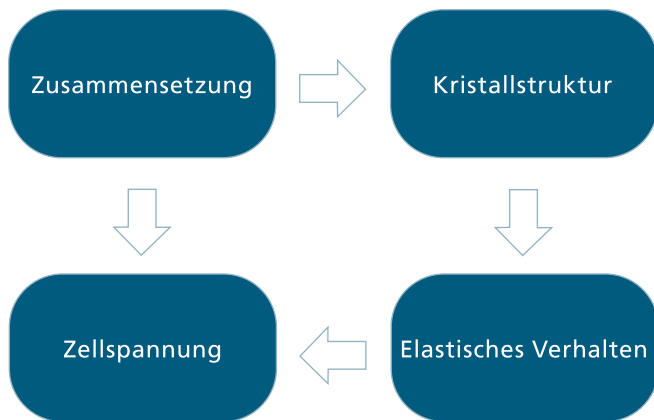 Zusammensetzung
Kristallstruktur
Zellspannung
Elastisches Verhalten